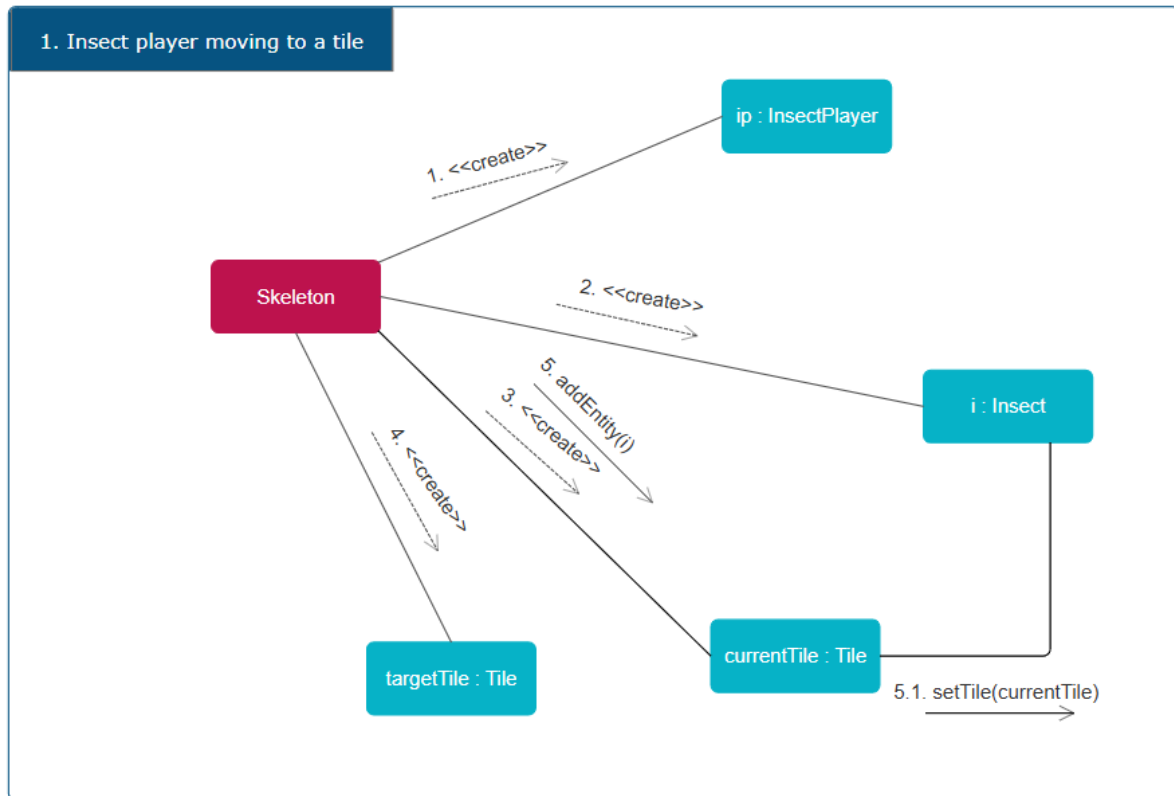 1. Insect player moving to a tile
ip : InsectPlayer
1. <<create>>
Skeleton
2. <<create>>
5. addEntity(i)
3. <<create>>
i : Insect
4. <<create>>
targetTile : Tile
currentTile : Tile
5.1. setTile(currentTile)